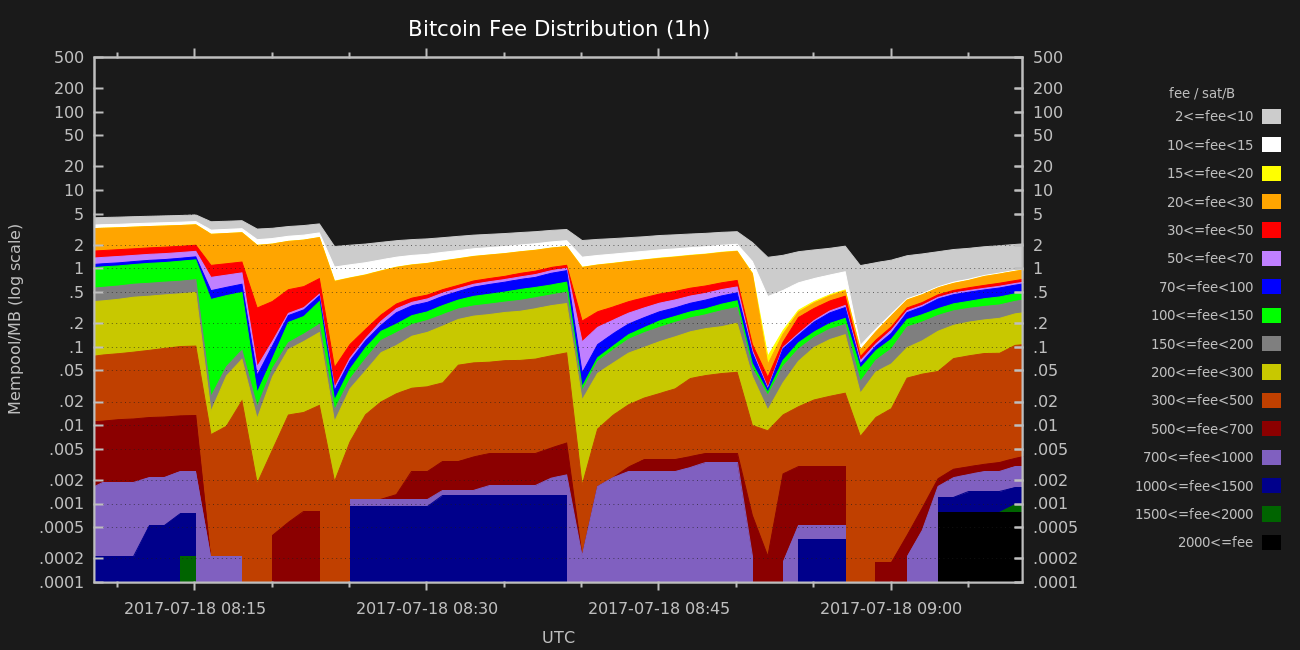 Bitcoin Fee Distribution (1h)
Mempool/MB (log scale)
500
200
100
50
20
10
5
2
1
.5
.2
.1
.05
.02
.01
.005
.002
.001
.0005
.0002
.0001
500
200
100
50
20
10
5
2
1
.5
.2
.1
.05
.02
.01
.005
.002
.001
.0005
.0002
.0001
fee / sat/B
2<=fee<10
10<=fee<15
15<=fee<20
20<=fee<30
30<=fee<50
50<=fee<70
70<=fee<100
100<=fee<150
150<=fee<200
200<=fee<300
300<=fee<500
500<=fee<700
700<=fee<1000
1000<=fee<1500
1500<=fee<2000
2000<=fee
2017-07-18 08:15 2017-07-18 08:30 2017-07-18 08:45 2017-07-18 09:00
UTC